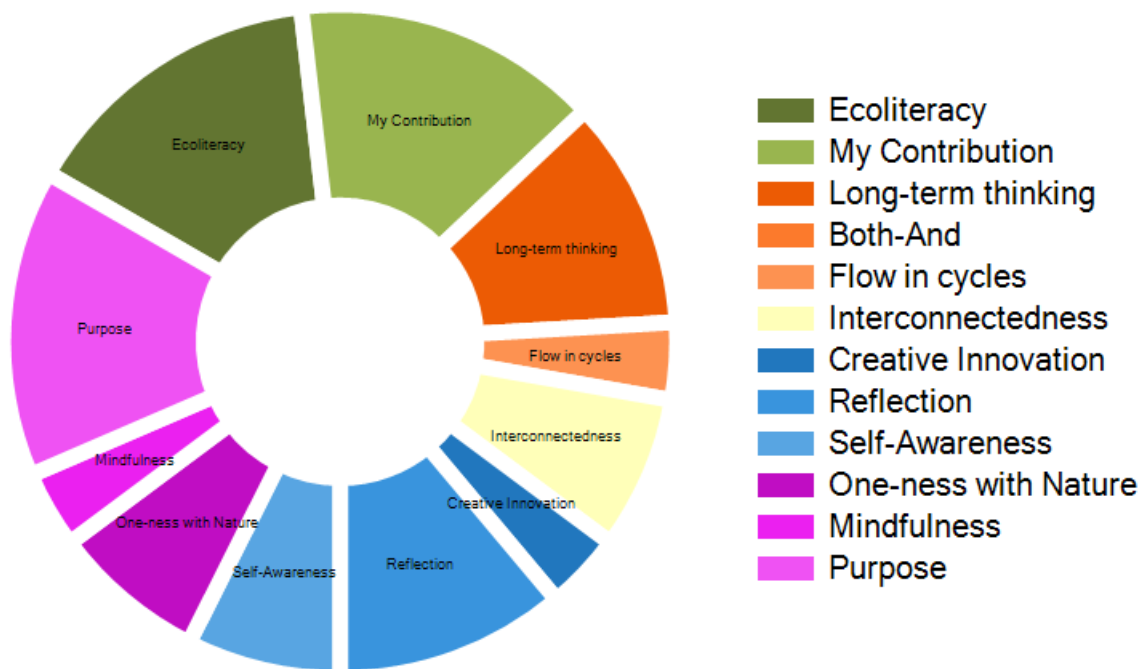 My Contribution
Ecoliteracy
Long-term thinking
Purpose
Flow in cycles
Interconnectedness
Mindfulness
Creative Innovation
One-ness with Nature
Reflection
Self-Awareness
Ecoliteracy
My Contribution
Long-term thinking
Both-And
Flow in cycles
Interconnectedness
Creative Innovation
Reflection
Self-Awareness
One-ness with Nature
Mindfulness
Purpose